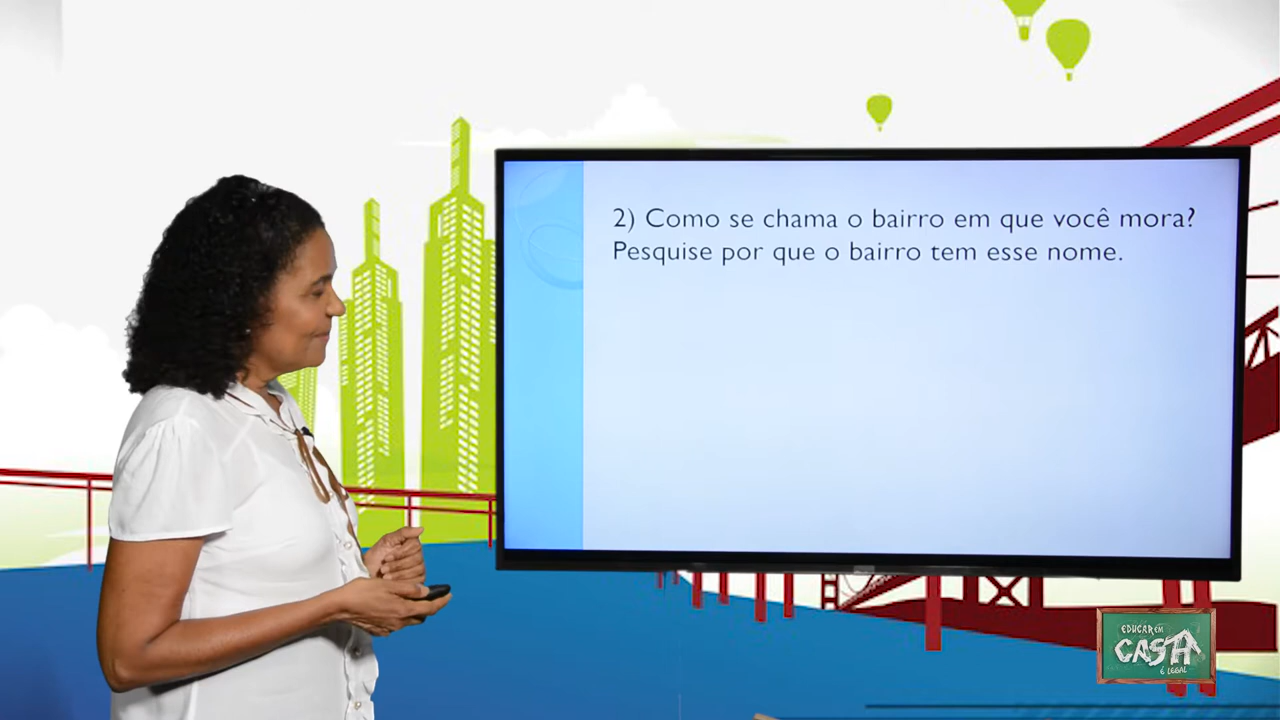 2) Como se chama o bairro em que você mora?
Pesquise por que o bairro tem esse nome.
EDUCAR EM
CASA
É LEGAL